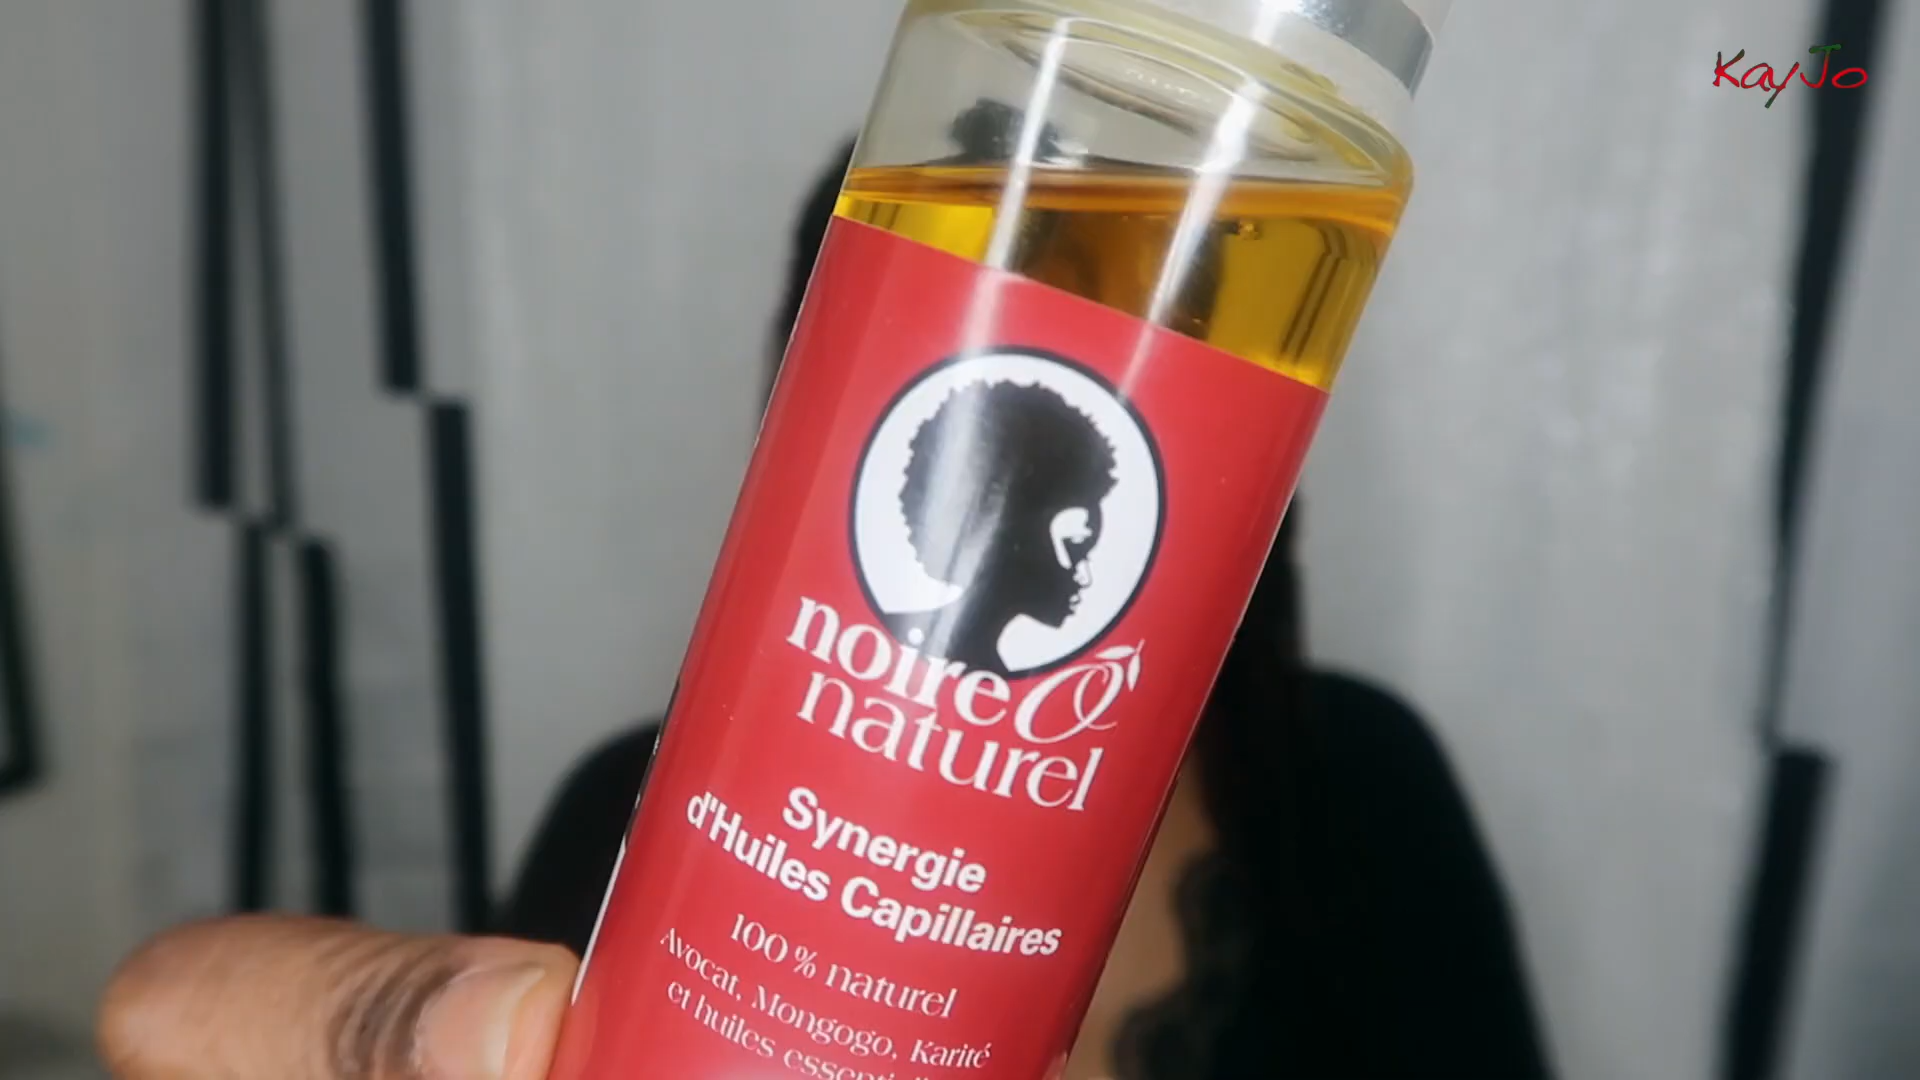 KayJo
noire Ô
naturel
Synergie
d'Huiles Capillaires
100 % naturel
Avocat, Mongogo, Karité
et huiles